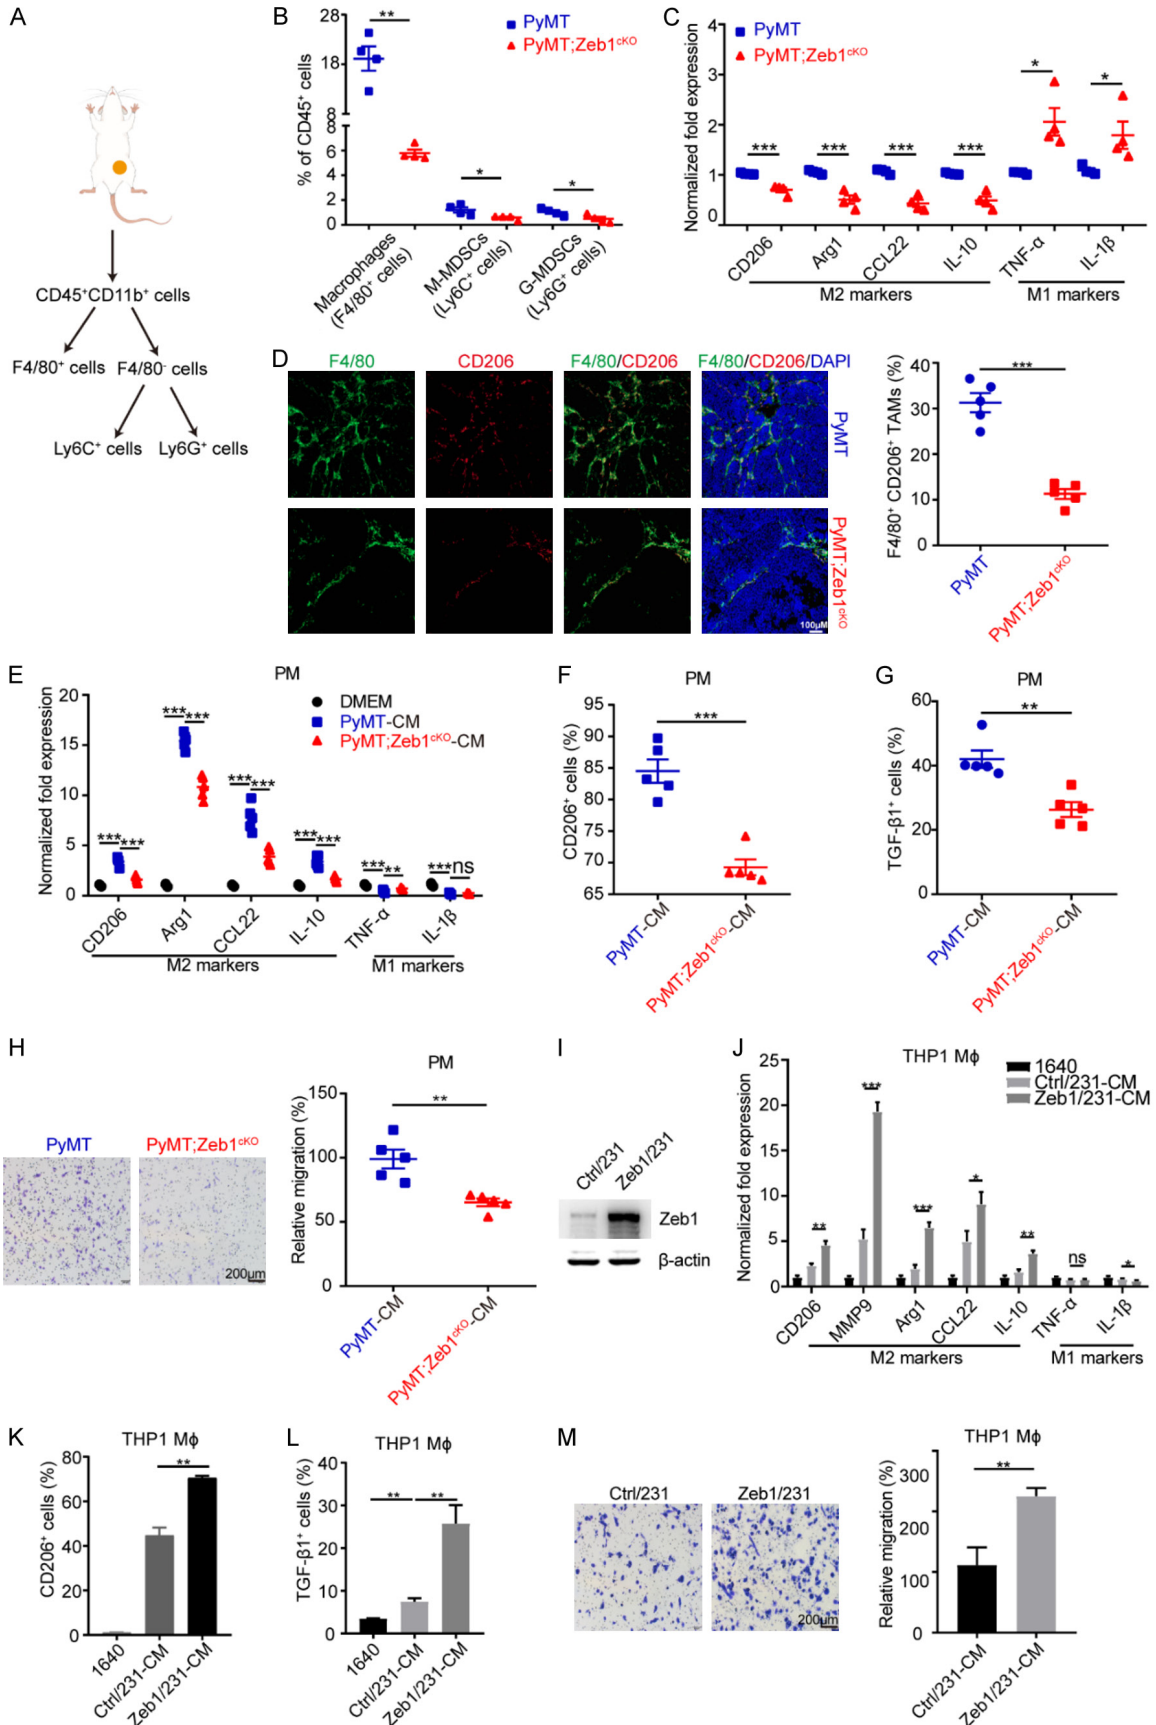 A
CD45⁺CD11b⁺ cells
F4/80⁺ cells
F4/80⁻ cells
Ly6C⁺ cells
Ly6G⁺ cells
B
% of CD45⁺ cells
28
18
8
8
6
4
2
0
**
*
*
PyMT
PyMT;Zeb1ᶜᴷᴼ
Macrophages
(F4/80⁺ cells)
M-MDSCs
(Ly6C⁺ cells)
G-MDSCs
(Ly6G⁺ cells)
C
Normalized fold expression
4
3
2
1
0
PyMT
PyMT;Zeb1ᶜᴷᴼ
***
***
***
***
*
*
CD206
Arg1
CCL22
IL-10
TNF-α
IL-1β
M2 markers
M1 markers
D
F4/80
CD206
F4/80/CD206
F4/80/CD206/DAPI
PyMT
PyMT;Zeb1ᶜᴷᴼ
100μM
F4/80⁺ CD206⁺ TAMs (%)
40
30
20
10
0
***
PyMT
PyMT;Zeb1ᶜᴷᴼ
E
PM
Normalized fold expression
20
15
10
5
0
DMEM
PyMT-CM
PyMT;Zeb1ᶜᴷᴼ-CM
*** ***
*** ***
*** ***
*** ***
*** **
*** ns
CD206
Arg1
CCL22
IL-10
TNF-α
IL-1β
M2 markers
M1 markers
F
PM
CD206⁺ cells (%)
95
90
85
80
75
70
65
***
PyMT-CM
PyMT;Zeb1ᶜᴷᴼ-CM
G
PM
TGF-β1⁺ cells (%)
60
40
20
0
**
PyMT-CM
PyMT;Zeb1ᶜᴷᴼ-CM
H
PyMT
PyMT;Zeb1ᶜᴷᴼ
200μm
PM
Relative migration (%)
150
100
50
0
**
PyMT-CM
PyMT;Zeb1ᶜᴷᴼ-CM
I
Ctrl/231
Zeb1/231
Zeb1
β-actin
J
THP1 Mϕ
Normalized fold expression
25
20
15
10
5
0
1640
Ctrl/231-CM
Zeb1/231-CM
**
***
***
*
**
ns
*
CD206
MMP9
Arg1
CCL22
IL-10
TNF-α
IL-1β
M2 markers
M1 markers
K
THP1 Mϕ
CD206⁺ cells (%)
80
60
40
20
0
**
1640
Ctrl/231-CM
Zeb1/231-CM
L
THP1 Mϕ
TGF-β1⁺ cells (%)
40
30
20
10
0
**
**
1640
Ctrl/231-CM
Zeb1/231-CM
M
Ctrl/231
Zeb1/231
200μm
THP1 Mϕ
Relative migration (%)
300
200
100
0
**
Ctrl/231-CM
Zeb1/231-CM